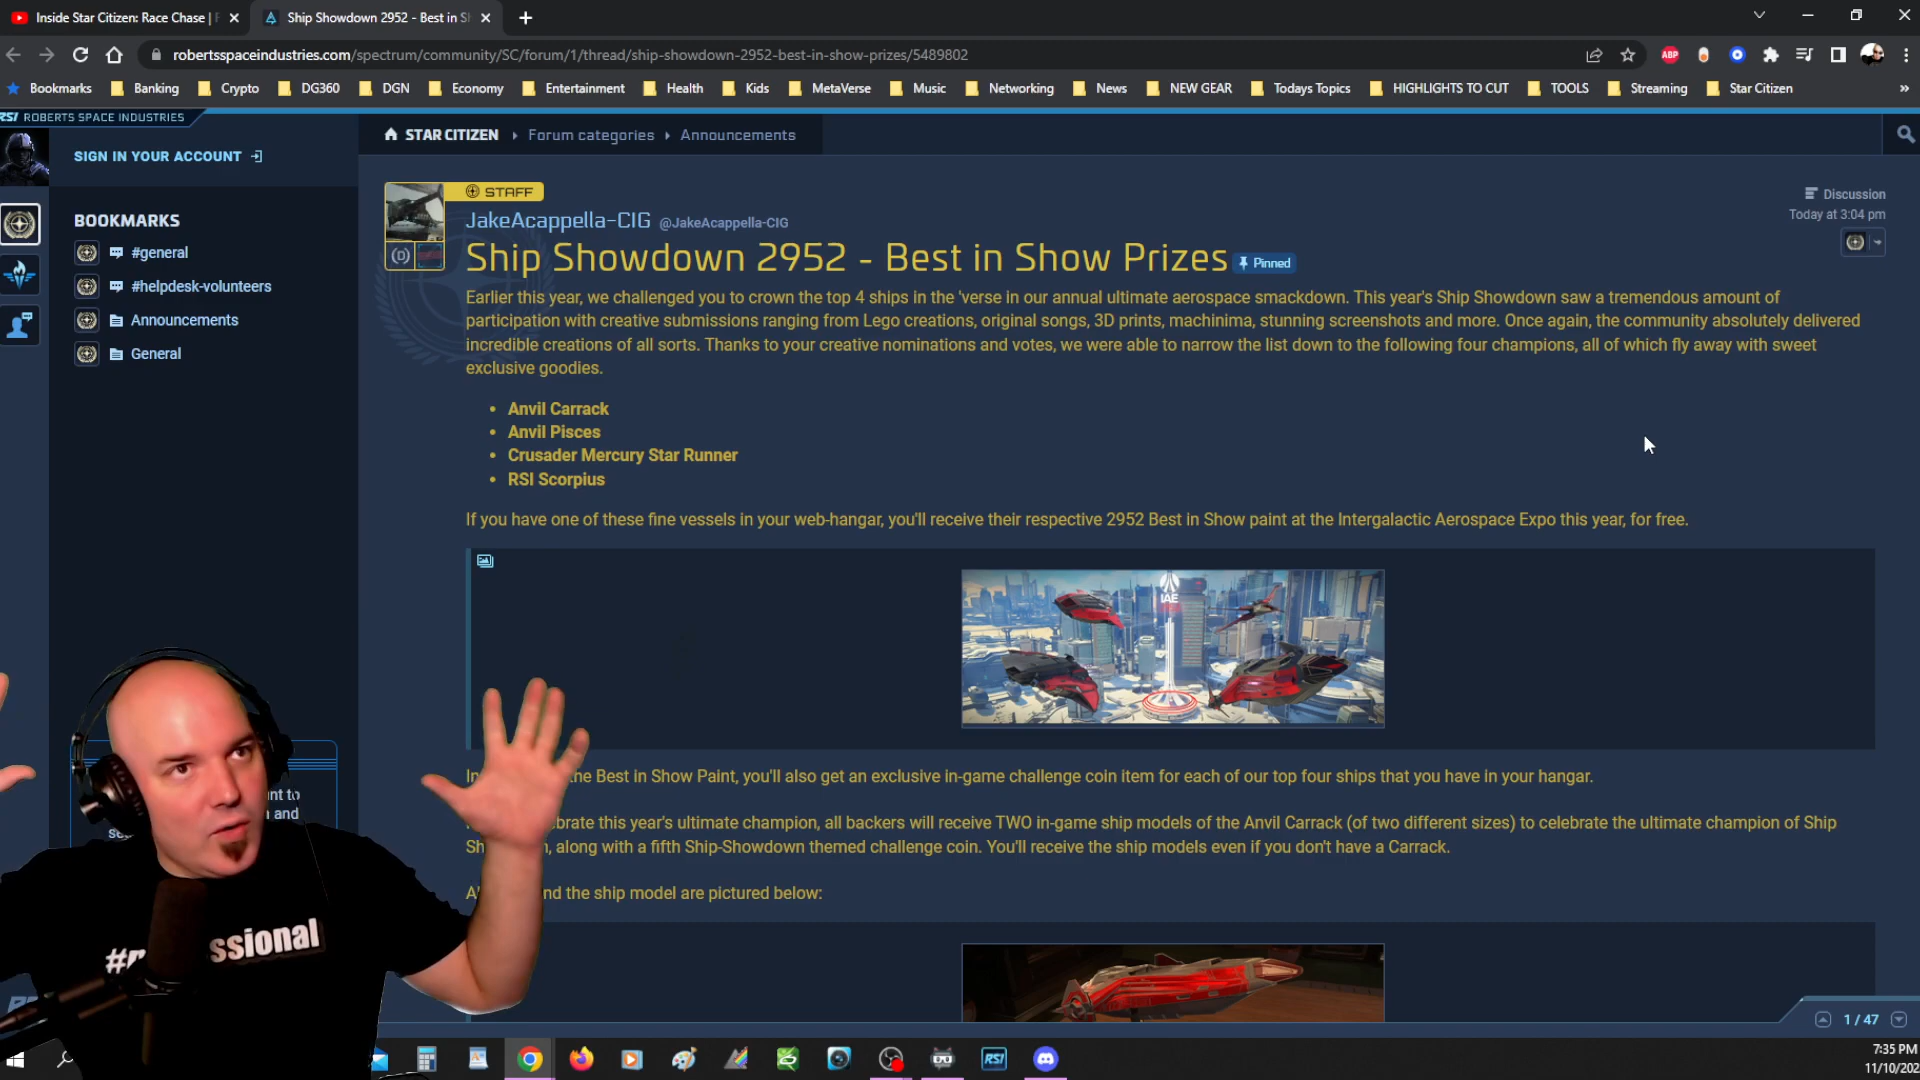 Inside Star Citizen: Race Chase |
Ship Showdown 2952 - Best in S
robertsspaceindustries.com/spectrum/community/SC/forum/1/thread/ship-showdown-2952-best-in-show-prizes/5489802
ABP
Bookmarks Banking Crypto DG360 DGN Economy Entertainment Health Kids MetaVerse Music Networking News NEW GEAR Todays Topics HIGHLIGHTS TO CUT TOOLS Streaming Star Citizen
RSI ROBERTS SPACE INDUSTRIES
STAR CITIZEN Forum categories Announcements
SIGN IN YOUR ACCOUNT
BOOKMARKS
#general
#helpdesk-volunteers
Announcements
General
STAFF
JakeAcappella-CIG @JakeAcappella-CIG
Discussion
Today at 3:04 pm
Ship Showdown 2952 - Best in Show Prizes Pinned
Earlier this year, we challenged you to crown the top 4 ships in the 'verse in our annual ultimate aerospace smackdown. This year's Ship Showdown saw a tremendous amount of
participation with creative submissions ranging from Lego creations, original songs, 3D prints, machinima, stunning screenshots and more. Once again, the community absolutely delivered
incredible creations of all sorts. Thanks to your creative nominations and votes, we were able to narrow the list down to the following four champions, all of which fly away with sweet
exclusive goodies.
• Anvil Carrack
• Anvil Pisces
• Crusader Mercury Star Runner
• RSI Scorpius
If you have one of these fine vessels in your web-hangar, you'll receive their respective 2952 Best in Show paint at the Intergalactic Aerospace Expo this year, for free.
IAE
the Best in Show Paint, you'll also get an exclusive in-game challenge coin item for each of our top four ships that you have in your hangar.
this year's ultimate champion, all backers will receive TWO in-game ship models of the Anvil Carrack (of two different sizes) to celebrate the ultimate champion of Ship
along with a fifth Ship-Showdown themed challenge coin. You'll receive the ship models even if you don't have a Carrack.
the ship model are pictured below:
to
and
1 / 47
RSI
7:35 PM